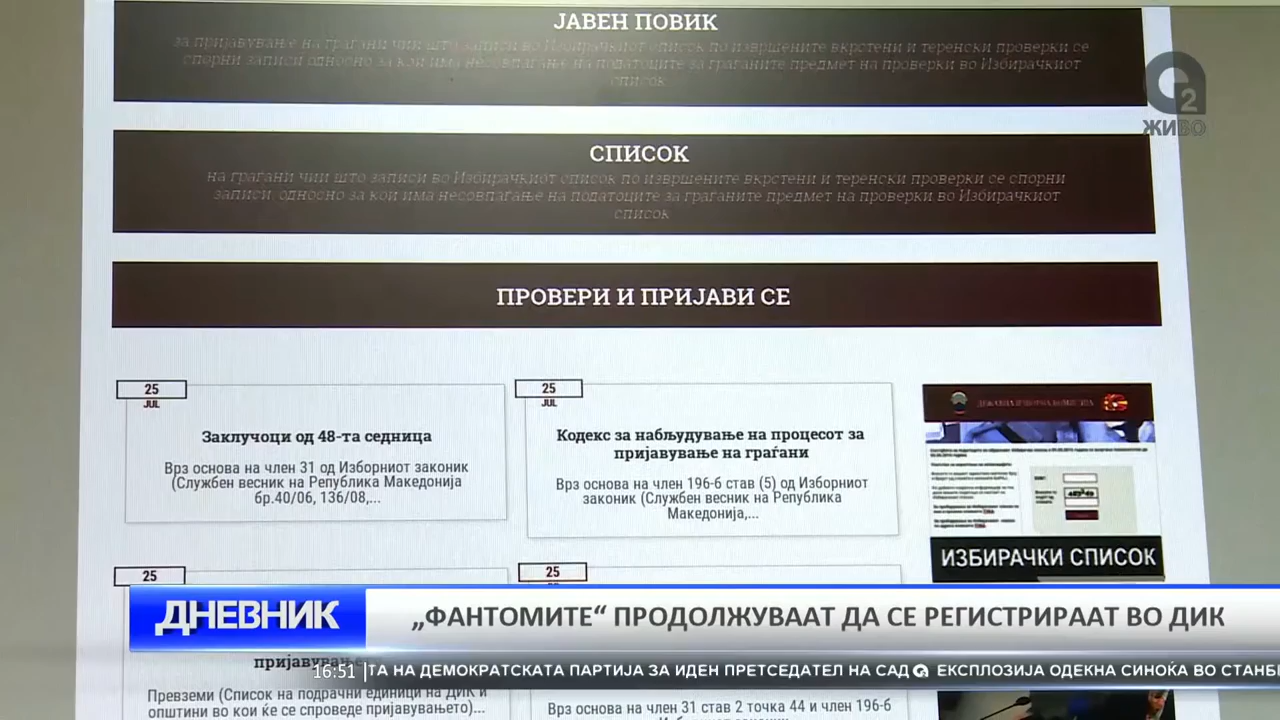 ЈАВЕН ПОВИК
за пријавување на граѓани чии што записи во Избирачкиот список по извршените вкрстени и теренски проверки се
спорни записи односно за кои има несовпаѓање на податоците за граѓаните предмет на проверки во Избирачкиот
список
2
ЖИВО
СПИСОК
на граѓани чии што записи во Избирачкиот список по извршените вкрстени и теренски проверки се спорни
записи, односно за кои има несовпаѓање на податоците за граѓаните предмет на проверки во Избирачкиот
список
ПРОВЕРИ И ПРИЈАВИ СЕ
25
JUL
Заклучоци од 48-та седница
Врз основа на член 31 од Изборниот законик
(Службен весник на Република Македонија
бр.40/06, 136/08,...
25
JUL
Кодекс за набљудување на процесот за
пријавување на граѓани
Врз основа на член 196-б став (5) од Изборниот
законик (Службен весник на Република
Македонија,...
ДРЖАВНА ИЗБОРНА КОМИСИЈА
ИЗБИРАЧКИ СПИСОК
25
25
ДНЕВНИК
„ФАНТОМИТЕ“ ПРОДОЛЖУВААТ ДА СЕ РЕГИСТРИРААТ ВО ДИК
пријавување
16:51
ТА НА ДЕМОКРАТСКАТА ПАРТИЈА ЗА ИДЕН ПРЕТСЕДАТЕЛ НА САД ЕКСПЛОЗИЈА ОДЕКНА СИНОЌА ВО СТАНБ
Превземи (Список на подрачни единици на ДИК и
општини во кои ќе се спроведе пријавувањето)...
Врз основа на член 31 став 2 точка 44 и член 196-б